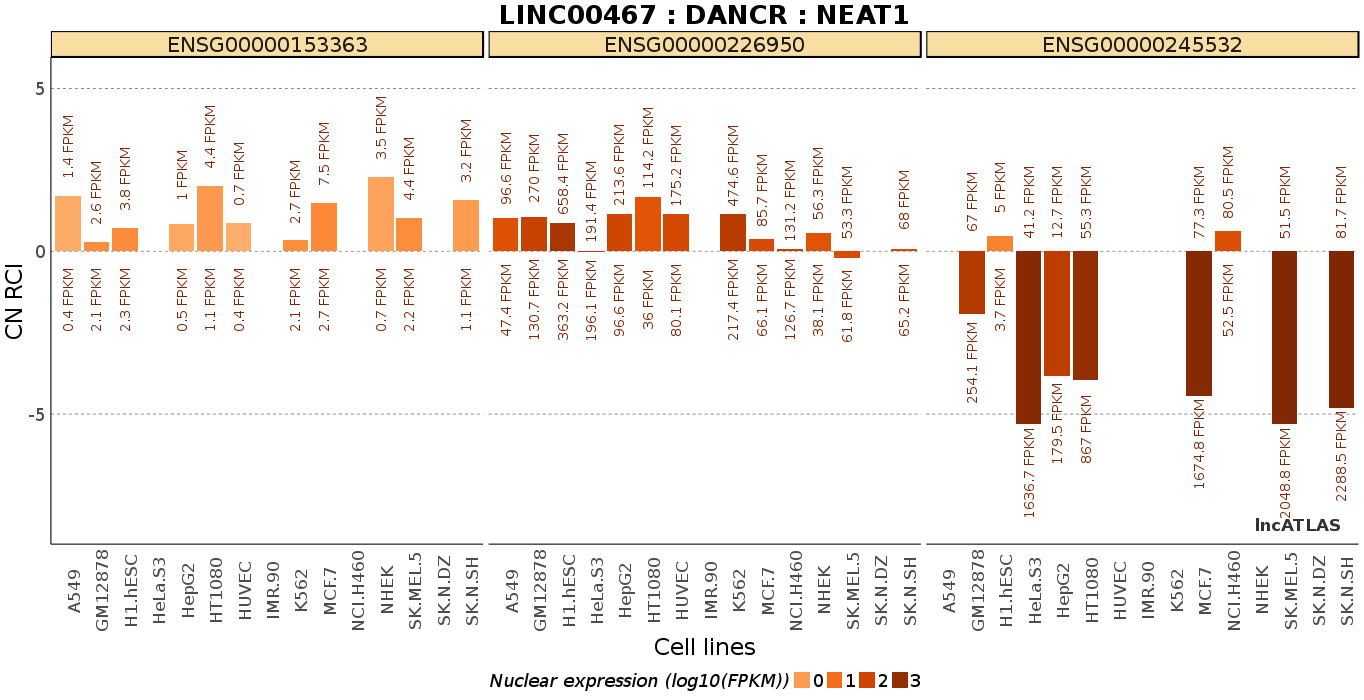 LINC00467 : DANCR : NEAT1
ENSG00000153363 ENSG00000226950 ENSG00000245532
CN RCI
5
0
-5
1.4 FPKM 2.6 FPKM 3.8 FPKM 1 FPKM 4.4 FPKM 0.7 FPKM 2.7 FPKM 7.5 FPKM 3.5 FPKM 4.4 FPKM 3.2 FPKM
0.4 FPKM 2.1 FPKM 2.3 FPKM 0.5 FPKM 1.1 FPKM 0.4 FPKM 2.1 FPKM 2.7 FPKM 0.7 FPKM 2.2 FPKM 1.1 FPKM
96.6 FPKM 270 FPKM 658.4 FPKM 191.4 FPKM 213.6 FPKM 114.2 FPKM 175.2 FPKM 474.6 FPKM 85.7 FPKM 131.2 FPKM 56.3 FPKM 53.3 FPKM 68 FPKM
47.4 FPKM 130.7 FPKM 363.2 FPKM 196.1 FPKM 96.6 FPKM 36 FPKM 80.1 FPKM 217.4 FPKM 66.1 FPKM 126.7 FPKM 38.1 FPKM 61.8 FPKM 65.2 FPKM
67 FPKM 5 FPKM 41.2 FPKM 12.7 FPKM 55.3 FPKM 77.3 FPKM 80.5 FPKM 51.5 FPKM 81.7 FPKM
254.1 FPKM 3.7 FPKM 1636.7 FPKM 179.5 FPKM 867 FPKM 1674.8 FPKM 52.5 FPKM 2048.8 FPKM 2288.5 FPKM
lncATLAS
A549 GM12878 H1.hESC HeLa.S3 HepG2 HT1080 HUVEC IMR.90 K562 MCF.7 NCI.H460 NHEK SK.MEL.5 SK.N.DZ SK.N.SH
A549 GM12878 H1.hESC HeLa.S3 HepG2 HT1080 HUVEC IMR.90 K562 MCF.7 NCI.H460 NHEK SK.MEL.5 SK.N.DZ SK.N.SH
A549 GM12878 H1.hESC HeLa.S3 HepG2 HT1080 HUVEC IMR.90 K562 MCF.7 NCI.H460 NHEK SK.MEL.5 SK.N.DZ SK.N.SH
Cell lines
Nuclear expression (log10(FPKM)) 0 1 2 3